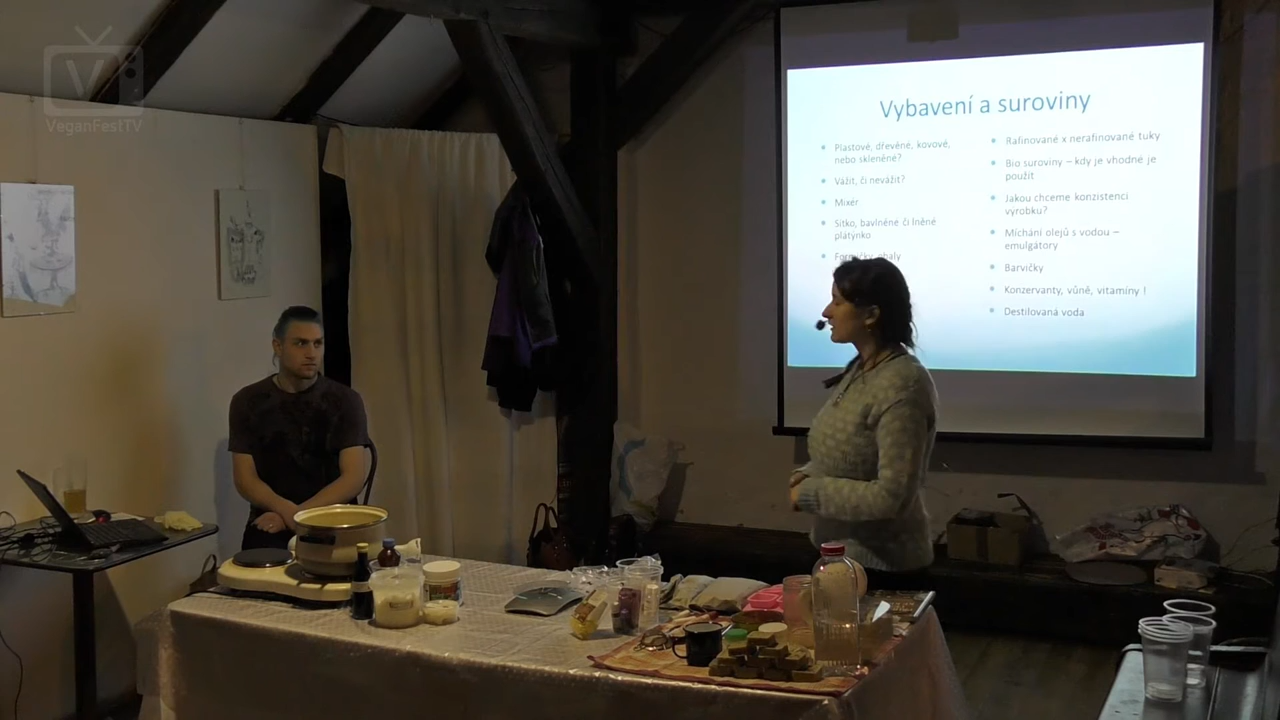 V
VeganFestTV
Vybavení a suroviny
Plastové, dřevěné, kovové,
nebo skleněné?
Vážit, či nevážit?
Mixér
Sítko, bavlněné či lněné
plátýnko
Rafinované x nerafinované tuky
Bio suroviny – kdy je vhodné je
použít
Jakou chceme konzistenci
výrobku?
Míchání olejů s vodou –
emulgátory
Barvičky
Konzervanty, vůně, vitamíny !
Destilovaná voda